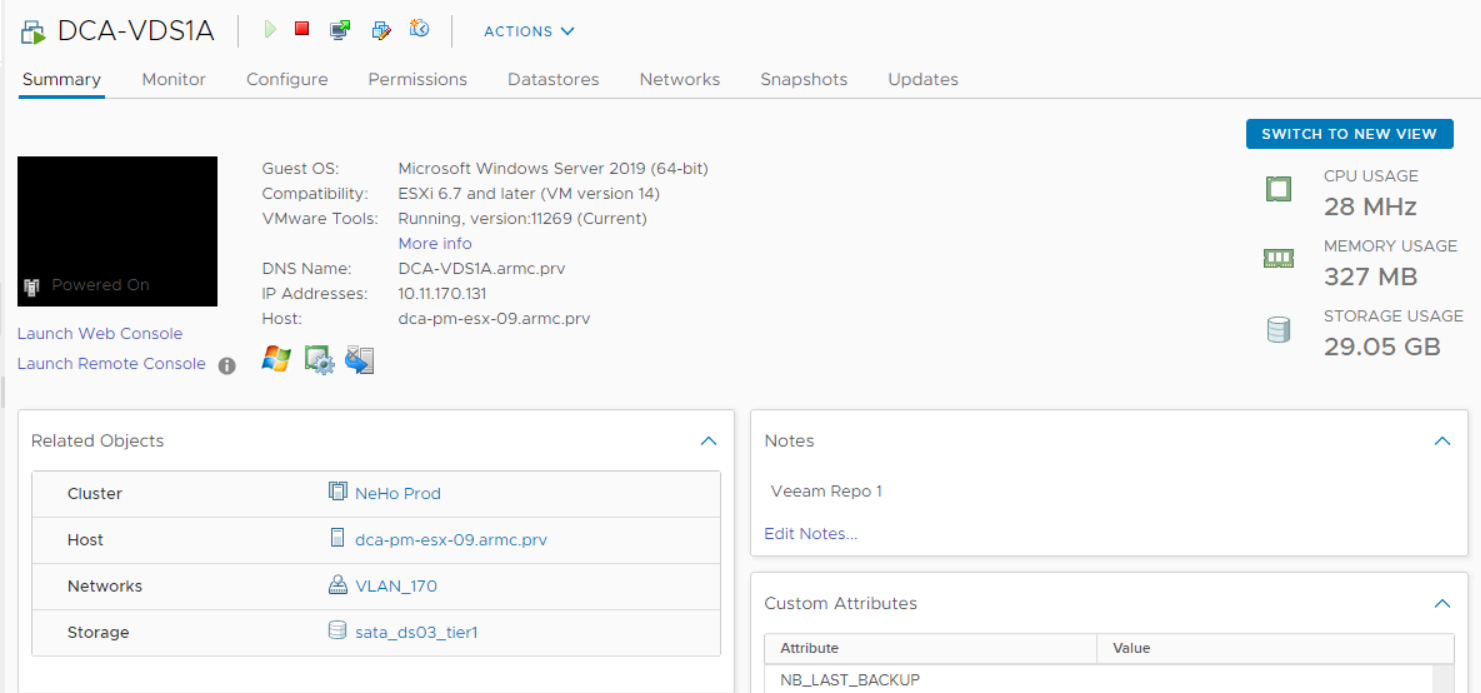 DCA-VDS1A
ACTIONS
Summary Monitor Configure Permissions Datastores Networks Snapshots Updates
SWITCH TO NEW VIEW
Powered On
Launch Web Console
Launch Remote Console
Guest OS: Microsoft Windows Server 2019 (64-bit)
Compatibility: ESXi 6.7 and later (VM version 14)
VMware Tools: Running, version:11269 (Current)
More info
DNS Name: DCA-VDS1A.armc.prv
IP Addresses: 10.11.170.131
Host: dca-pm-esx-09.armc.prv
CPU USAGE
28 MHz
MEMORY USAGE
327 MB
STORAGE USAGE
29.05 GB
Related Objects
Cluster NeHo Prod
Host dca-pm-esx-09.armc.prv
Networks VLAN_170
Storage sata_ds03_tier1
Notes
Veeam Repo 1
Edit Notes...
Custom Attributes
Attribute Value
NB_LAST_BACKUP